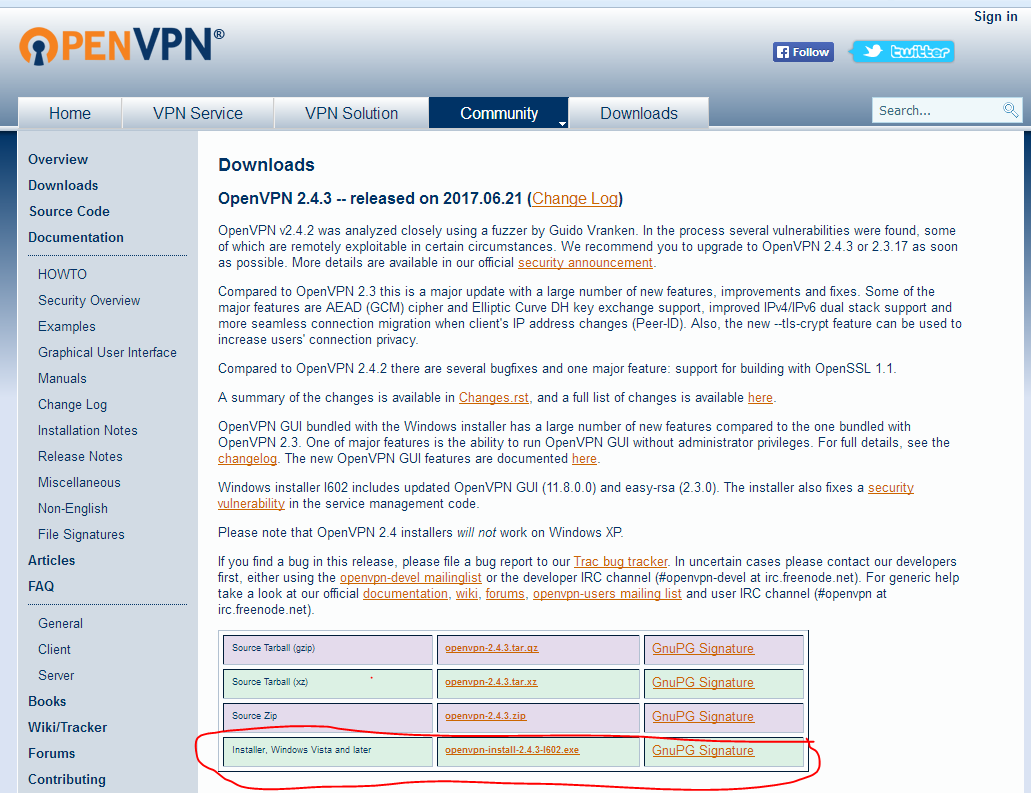 Sign in
OPENVPN®
Follow
twitter
Home
VPN Service
VPN Solution
Community
Downloads
Search...
Overview
Downloads
Source Code
Documentation
HOWTO
Security Overview
Examples
Graphical User Interface
Manuals
Change Log
Installation Notes
Release Notes
Miscellaneous
Non-English
File Signatures
Articles
FAQ
General
Client
Server
Books
Wiki/Tracker
Forums
Contributing
Downloads
OpenVPN 2.4.3 -- released on 2017.06.21 (Change Log)
OpenVPN v2.4.2 was analyzed closely using a fuzzer by Guido Vranken. In the process several vulnerabilities were found, some
of which are remotely exploitable in certain circumstances. We recommend you to upgrade to OpenVPN 2.4.3 or 2.3.17 as soon
as possible. More details are available in our official security announcement.
Compared to OpenVPN 2.3 this is a major update with a large number of new features, improvements and fixes. Some of the
major features are AEAD (GCM) cipher and Elliptic Curve DH key exchange support, improved IPv4/IPv6 dual stack support and
more seamless connection migration when client's IP address changes (Peer-ID). Also, the new --tls-crypt feature can be used to
increase users' connection privacy.
Compared to OpenVPN 2.4.2 there are several bugfixes and one major feature: support for building with OpenSSL 1.1.
A summary of the changes is available in Changes.rst, and a full list of changes is available here.
OpenVPN GUI bundled with the Windows installer has a large number of new features compared to the one bundled with
OpenVPN 2.3. One of major features is the ability to run OpenVPN GUI without administrator privileges. For full details, see the
changelog. The new OpenVPN GUI features are documented here.
Windows installer I602 includes updated OpenVPN GUI (11.8.0.0) and easy-rsa (2.3.0). The installer also fixes a security
vulnerability in the service management code.
Please note that OpenVPN 2.4 installers will not work on Windows XP.
If you find a bug in this release, please file a bug report to our Trac bug tracker. In uncertain cases please contact our developers
first, either using the openvpn-devel mailinglist or the developer IRC channel (#openvpn-devel at irc.freenode.net). For generic help
take a look at our official documentation, wiki, forums, openvpn-users mailing list and user IRC channel (#openvpn at
irc.freenode.net).
Source Tarball (gzip) openvpn-2.4.3.tar.gz GnuPG Signature
Source Tarball (xz) openvpn-2.4.3.tar.xz GnuPG Signature
Source Zip openvpn-2.4.3.zip GnuPG Signature
Installer, Windows Vista and later openvpn-install-2.4.3-I602.exe GnuPG Signature